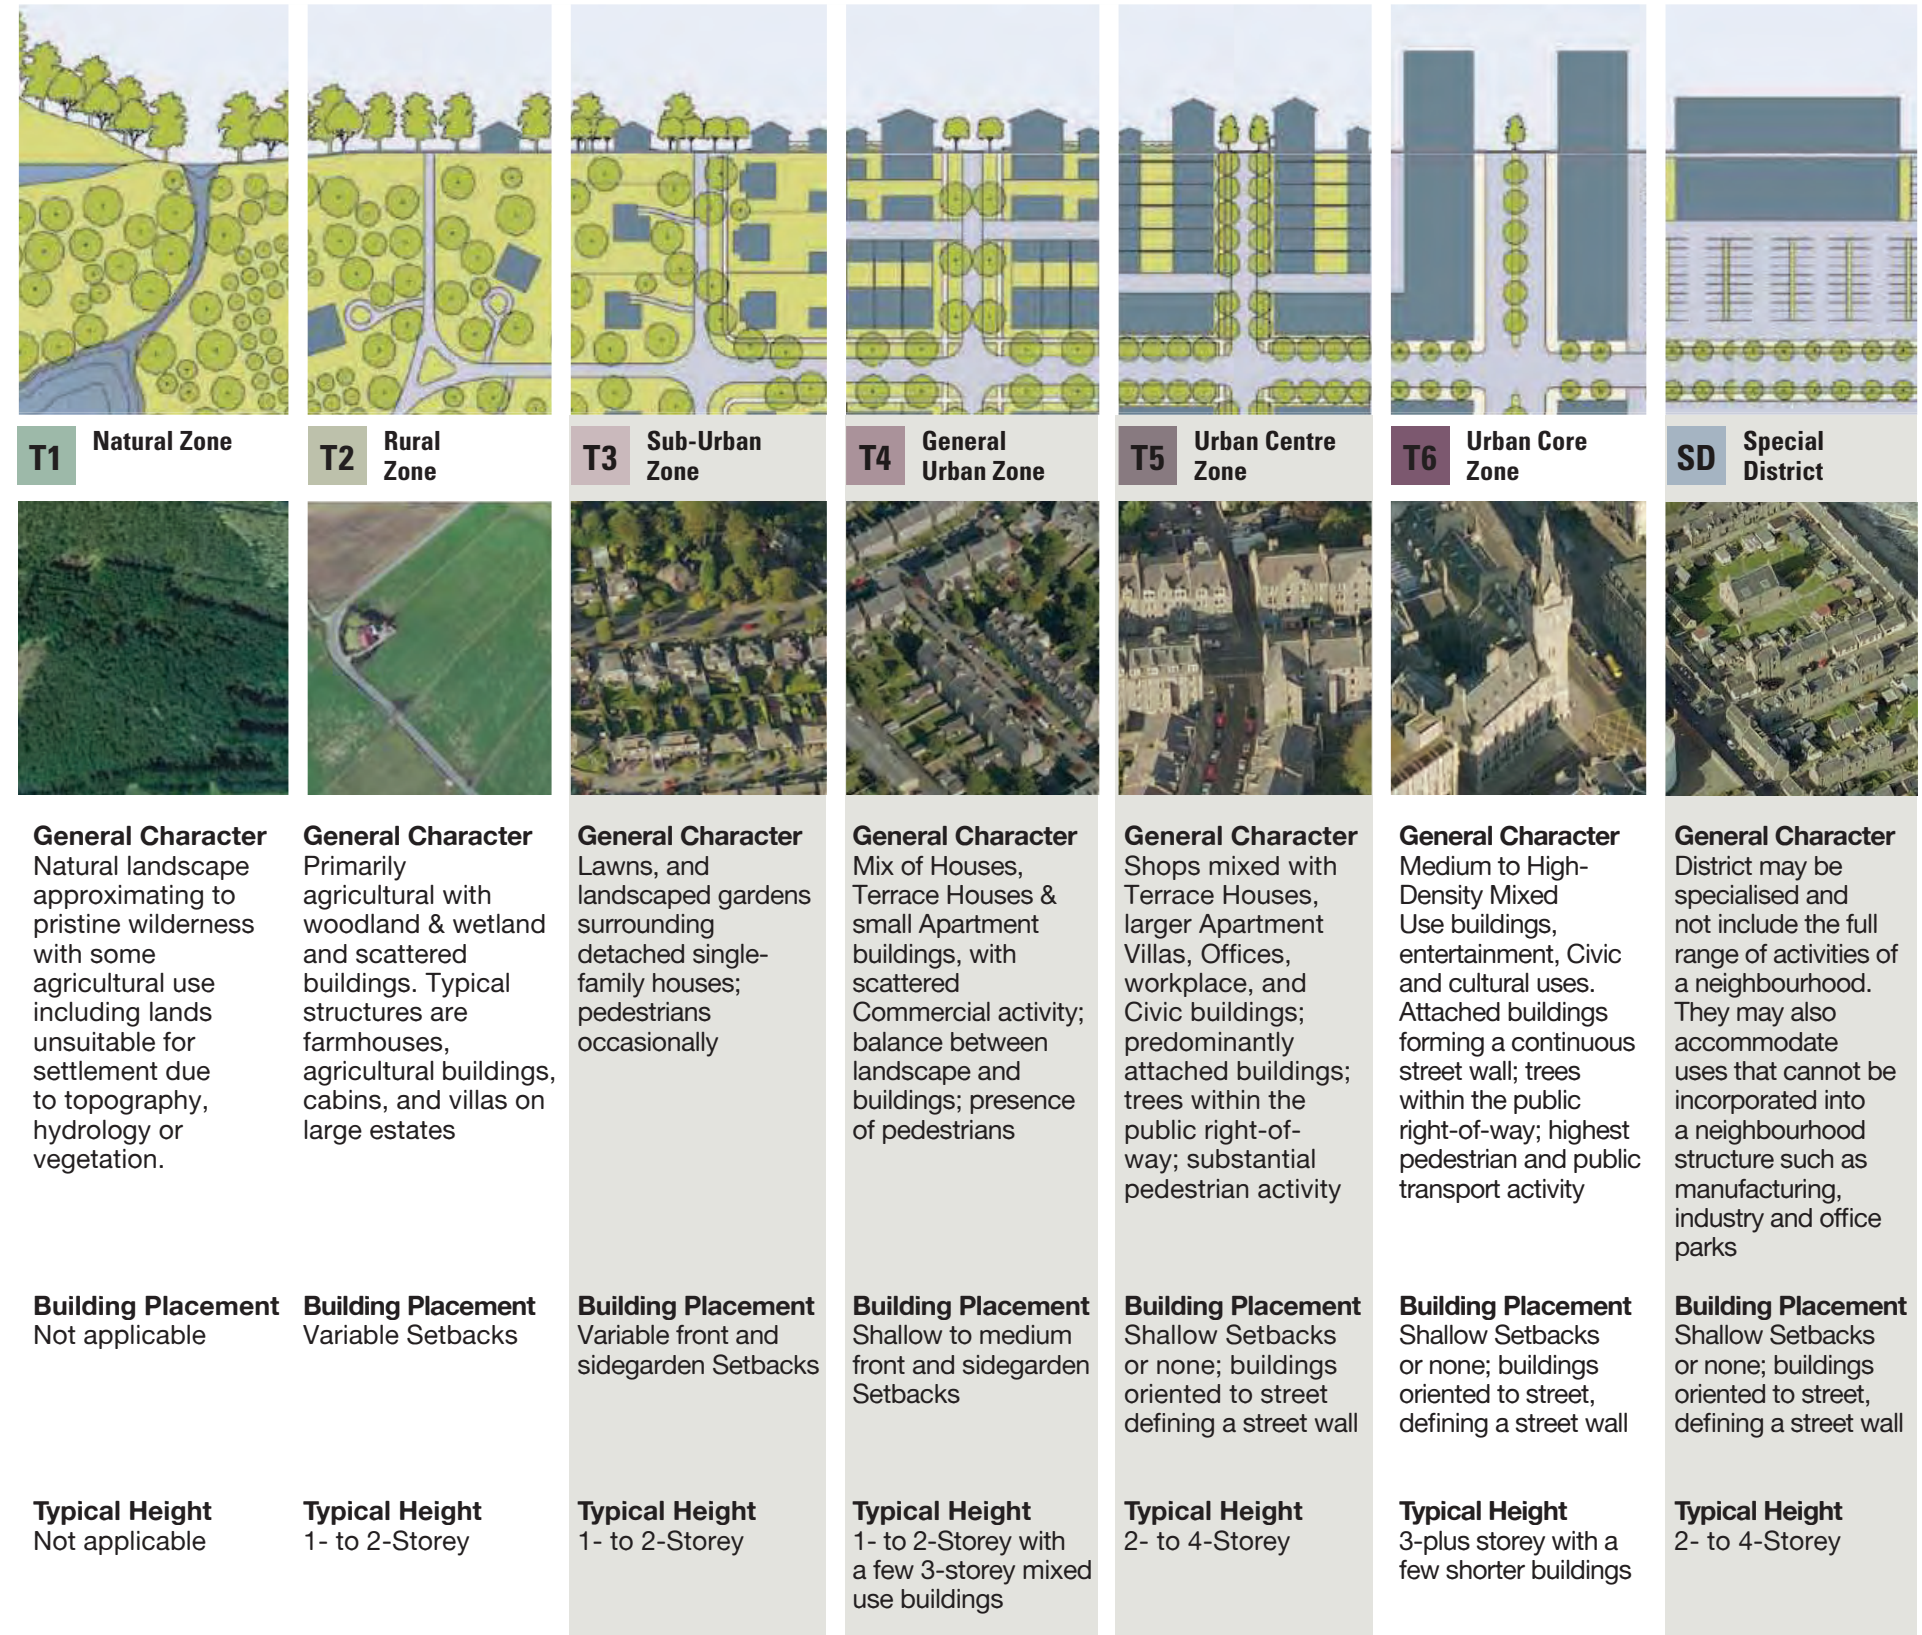 T1
Natural Zone
T2
Rural
Zone
T3
Sub-Urban
Zone
T4
General
Urban Zone
T5
Urban Centre
Zone
T6
Urban Core
Zone
SD
Special
District
General Character
Natural landscape
approximating to
pristine wilderness
with some
agricultural use
including lands
unsuitable for
settlement due
to topography,
hydrology or
vegetation.
Building Placement
Not applicable
Typical Height
Not applicable
General Character
Primarily
agricultural with
woodland & wetland
and scattered
buildings. Typical
structures are
farmhouses,
agricultural buildings,
cabins, and villas on
large estates
Building Placement
Variable Setbacks
Typical Height
1- to 2-Storey
General Character
Lawns, and
landscaped gardens
surrounding
detached single-
family houses;
pedestrians
occasionally
Building Placement
Variable front and
sidegarden Setbacks
Typical Height
1- to 2-Storey
General Character
Mix of Houses,
Terrace Houses &
small Apartment
buildings, with
scattered
Commercial activity;
balance between
landscape and
buildings; presence
of pedestrians
Building Placement
Shallow to medium
front and sidegarden
Setbacks
Typical Height
1- to 2-Storey with
a few 3-storey mixed
use buildings
General Character
Shops mixed with
Terrace Houses,
larger Apartment
Villas, Offices,
workplace, and
Civic buildings;
predominantly
attached buildings;
trees within the
public right-of-
way; substantial
pedestrian activity
Building Placement
Shallow Setbacks
or none; buildings
oriented to street
defining a street wall
Typical Height
2- to 4-Storey
General Character
Medium to High-
Density Mixed
Use buildings,
entertainment, Civic
and cultural uses.
Attached buildings
forming a continuous
street wall; trees
within the public
right-of-way; highest
pedestrian and public
transport activity
Building Placement
Shallow Setbacks
or none; buildings
oriented to street,
defining a street wall
Typical Height
3-plus storey with a
few shorter buildings
General Character
District may be
specialised and
not include the full
range of activities of
a neighbourhood.
They may also
accommodate
uses that cannot be
incorporated into
a neighbourhood
structure such as
manufacturing,
industry and office
parks
Building Placement
Shallow Setbacks
or none; buildings
oriented to street,
defining a street wall
Typical Height
2- to 4-Storey